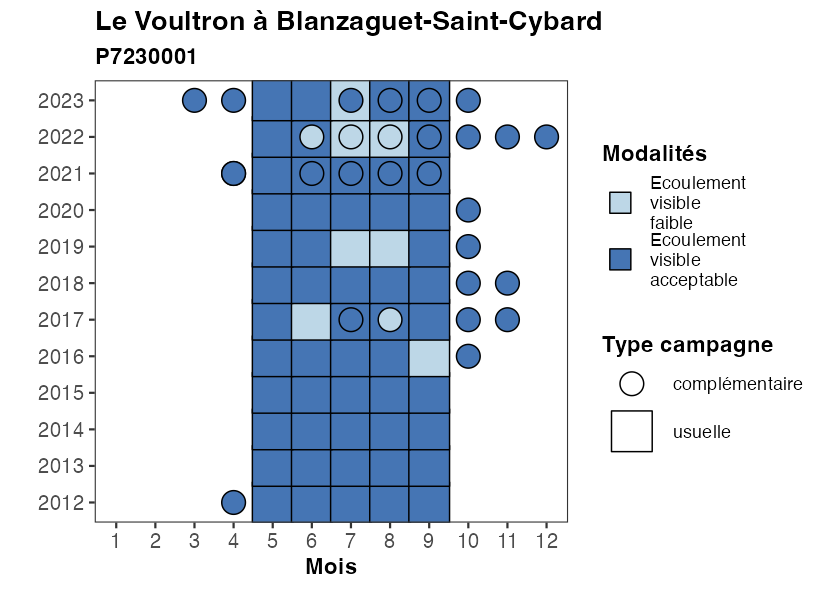 Le Voultron à Blanzaguet-Saint-Cybard
P7230001
2023
2022
2021
2020
2019
2018
2017
2016
2015
2014
2013
2012
1 2 3 4 5 6 7 8 9 10 11 12
Mois
Modalités
Ecoulement
visible
faible
Ecoulement
visible
acceptable
Type campagne
complémentaire
usuelle